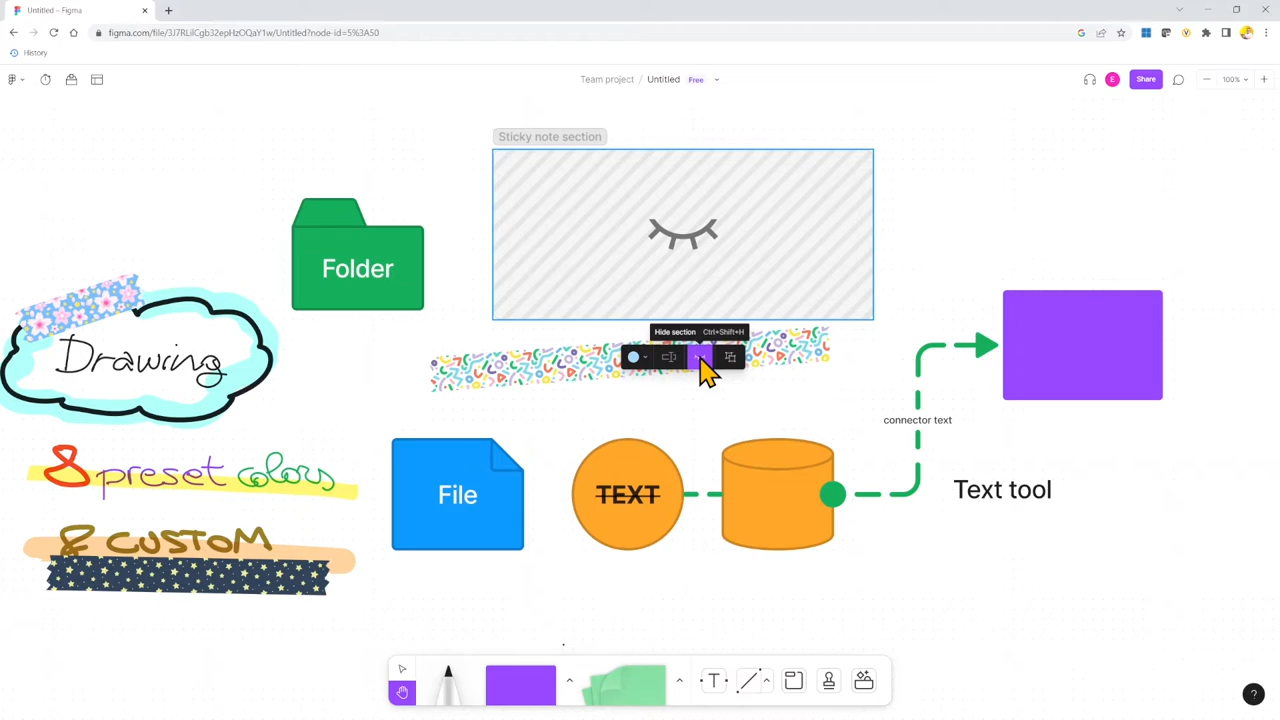 Untitled – Figma
figma.com/file/3J7RLilCgb32epHzOQaY1w/Untitled?node-id=5%3A50
History
Team project / Untitled Free
E
Share
100%
Sticky note section
Folder
Hide section Ctrl+Shift+H
Drawing
connector text
8 preset colors
File
TEXT
Text tool
8 CUSTOM
T
?